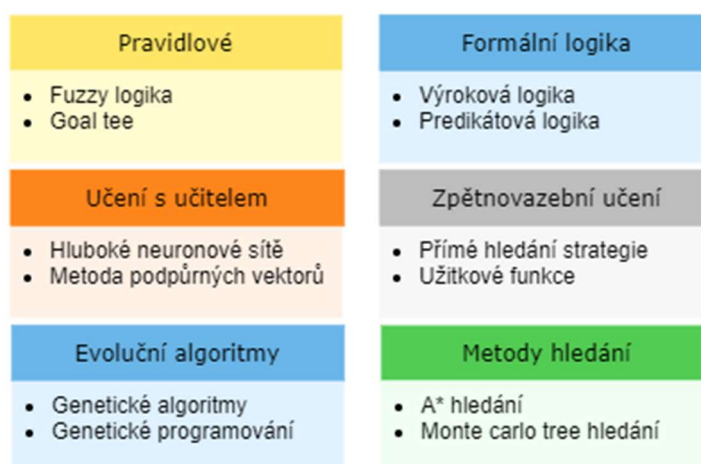 Pravidlové
• Fuzzy logika
• Goal tee
Formální logika
• Výroková logika
• Predikátová logika
Učení s učitelem
• Hluboké neuronové sítě
• Metoda podpůrných vektorů
Zpětnovazební učení
• Přímé hledání strategie
• Užitkové funkce
Evoluční algoritmy
• Genetické algoritmy
• Genetické programování
Metody hledání
• A* hledání
• Monte carlo tree hledání